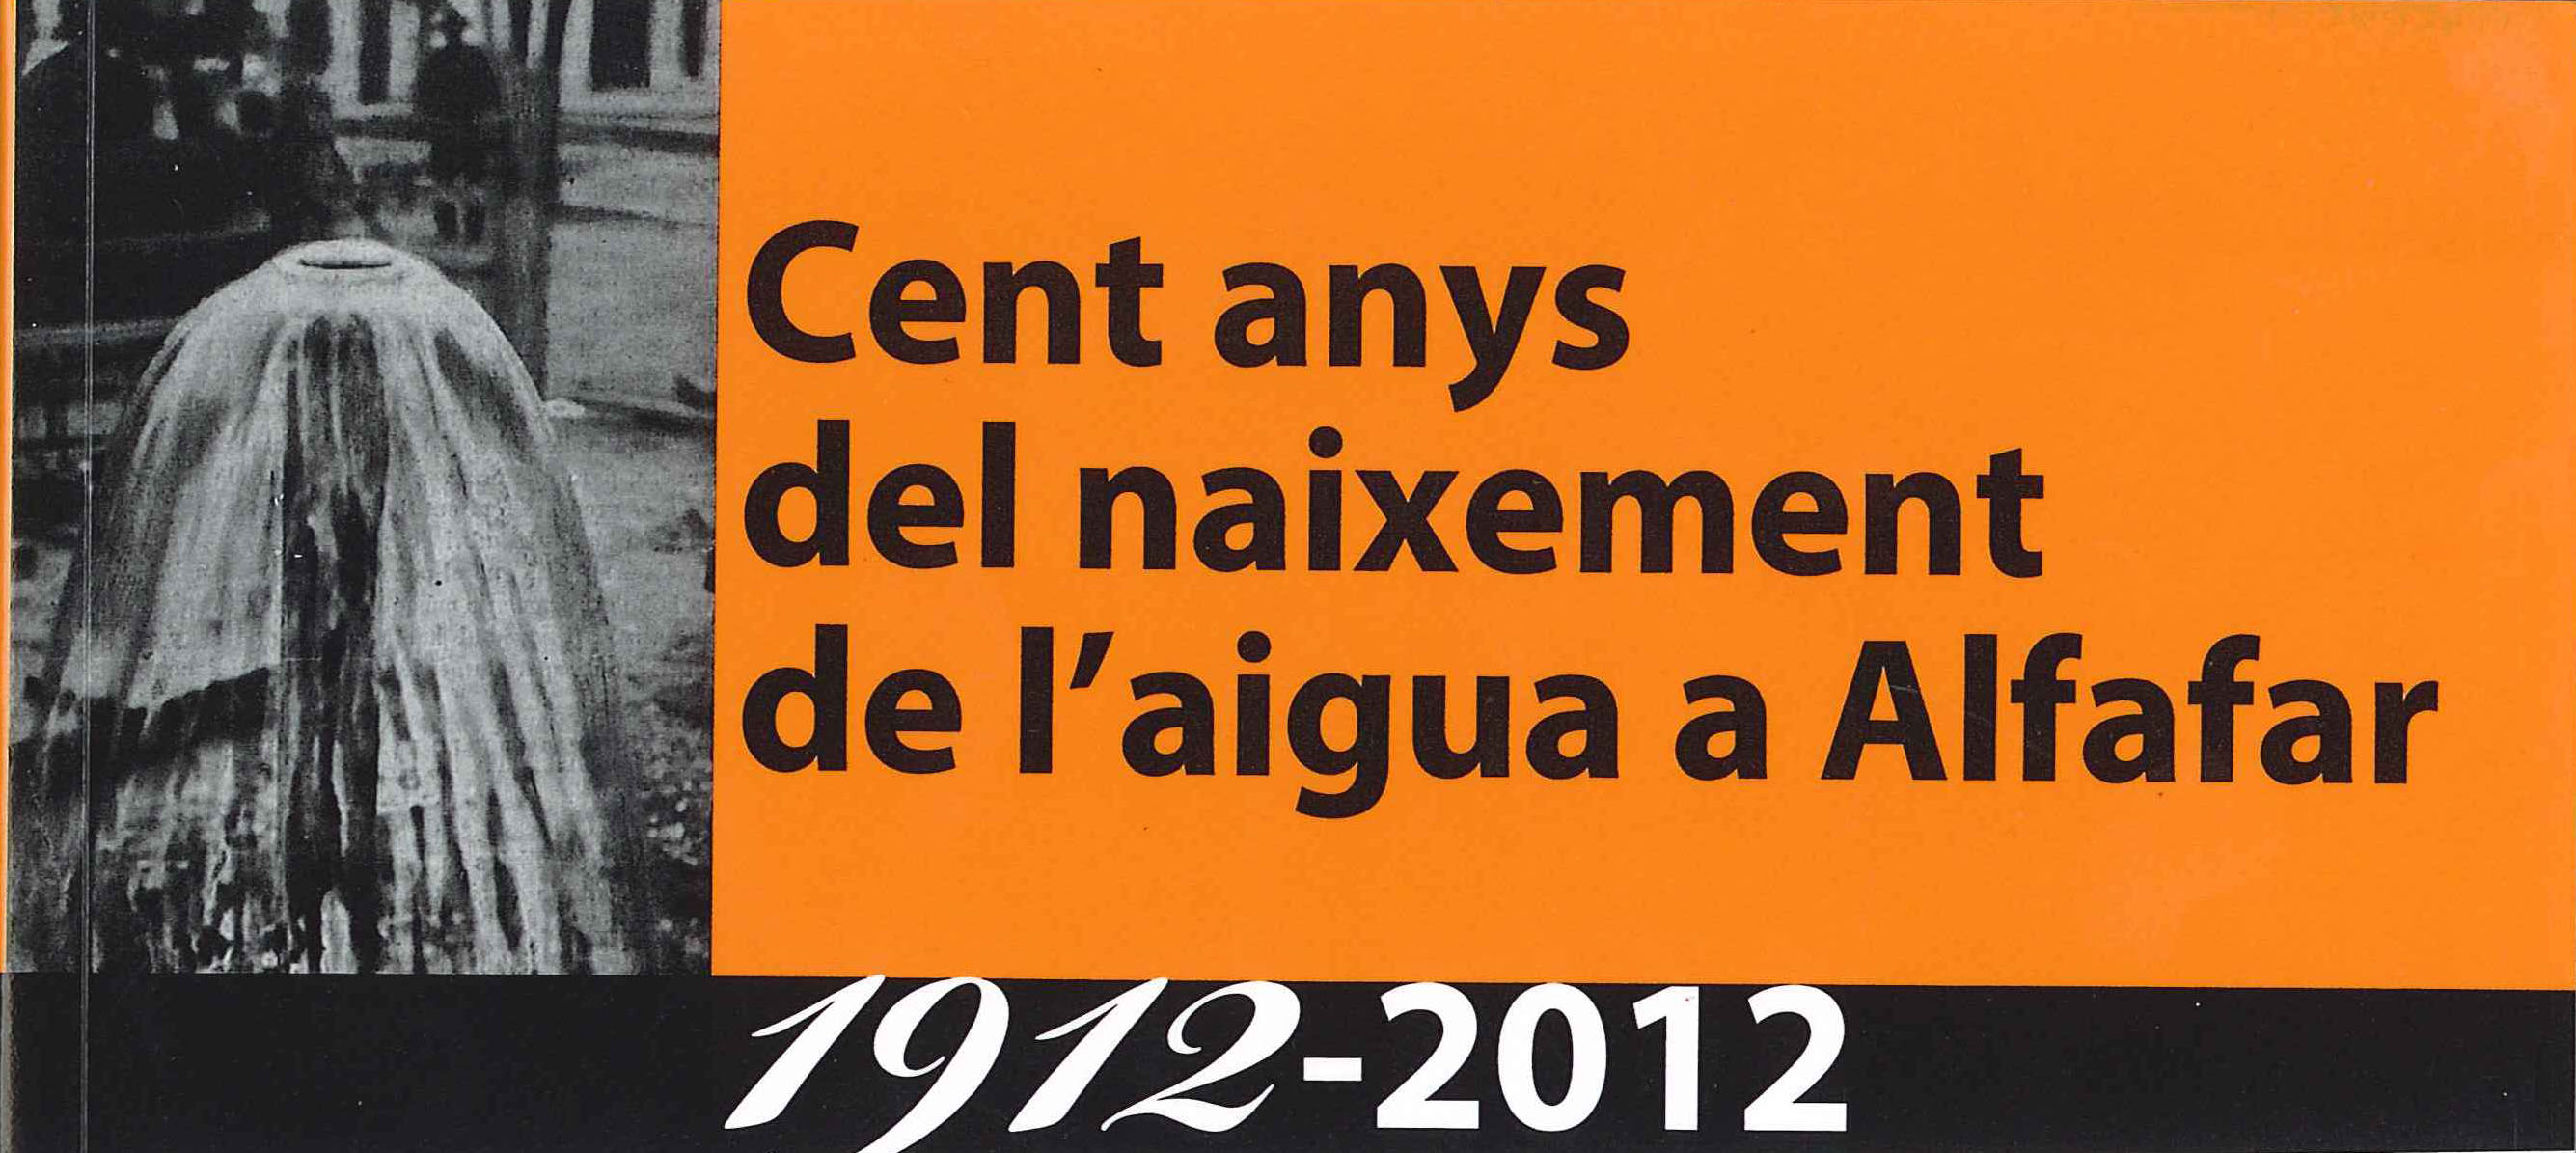 Cent anys
del naixement
de l’aigua a Alfafar
1912-2012